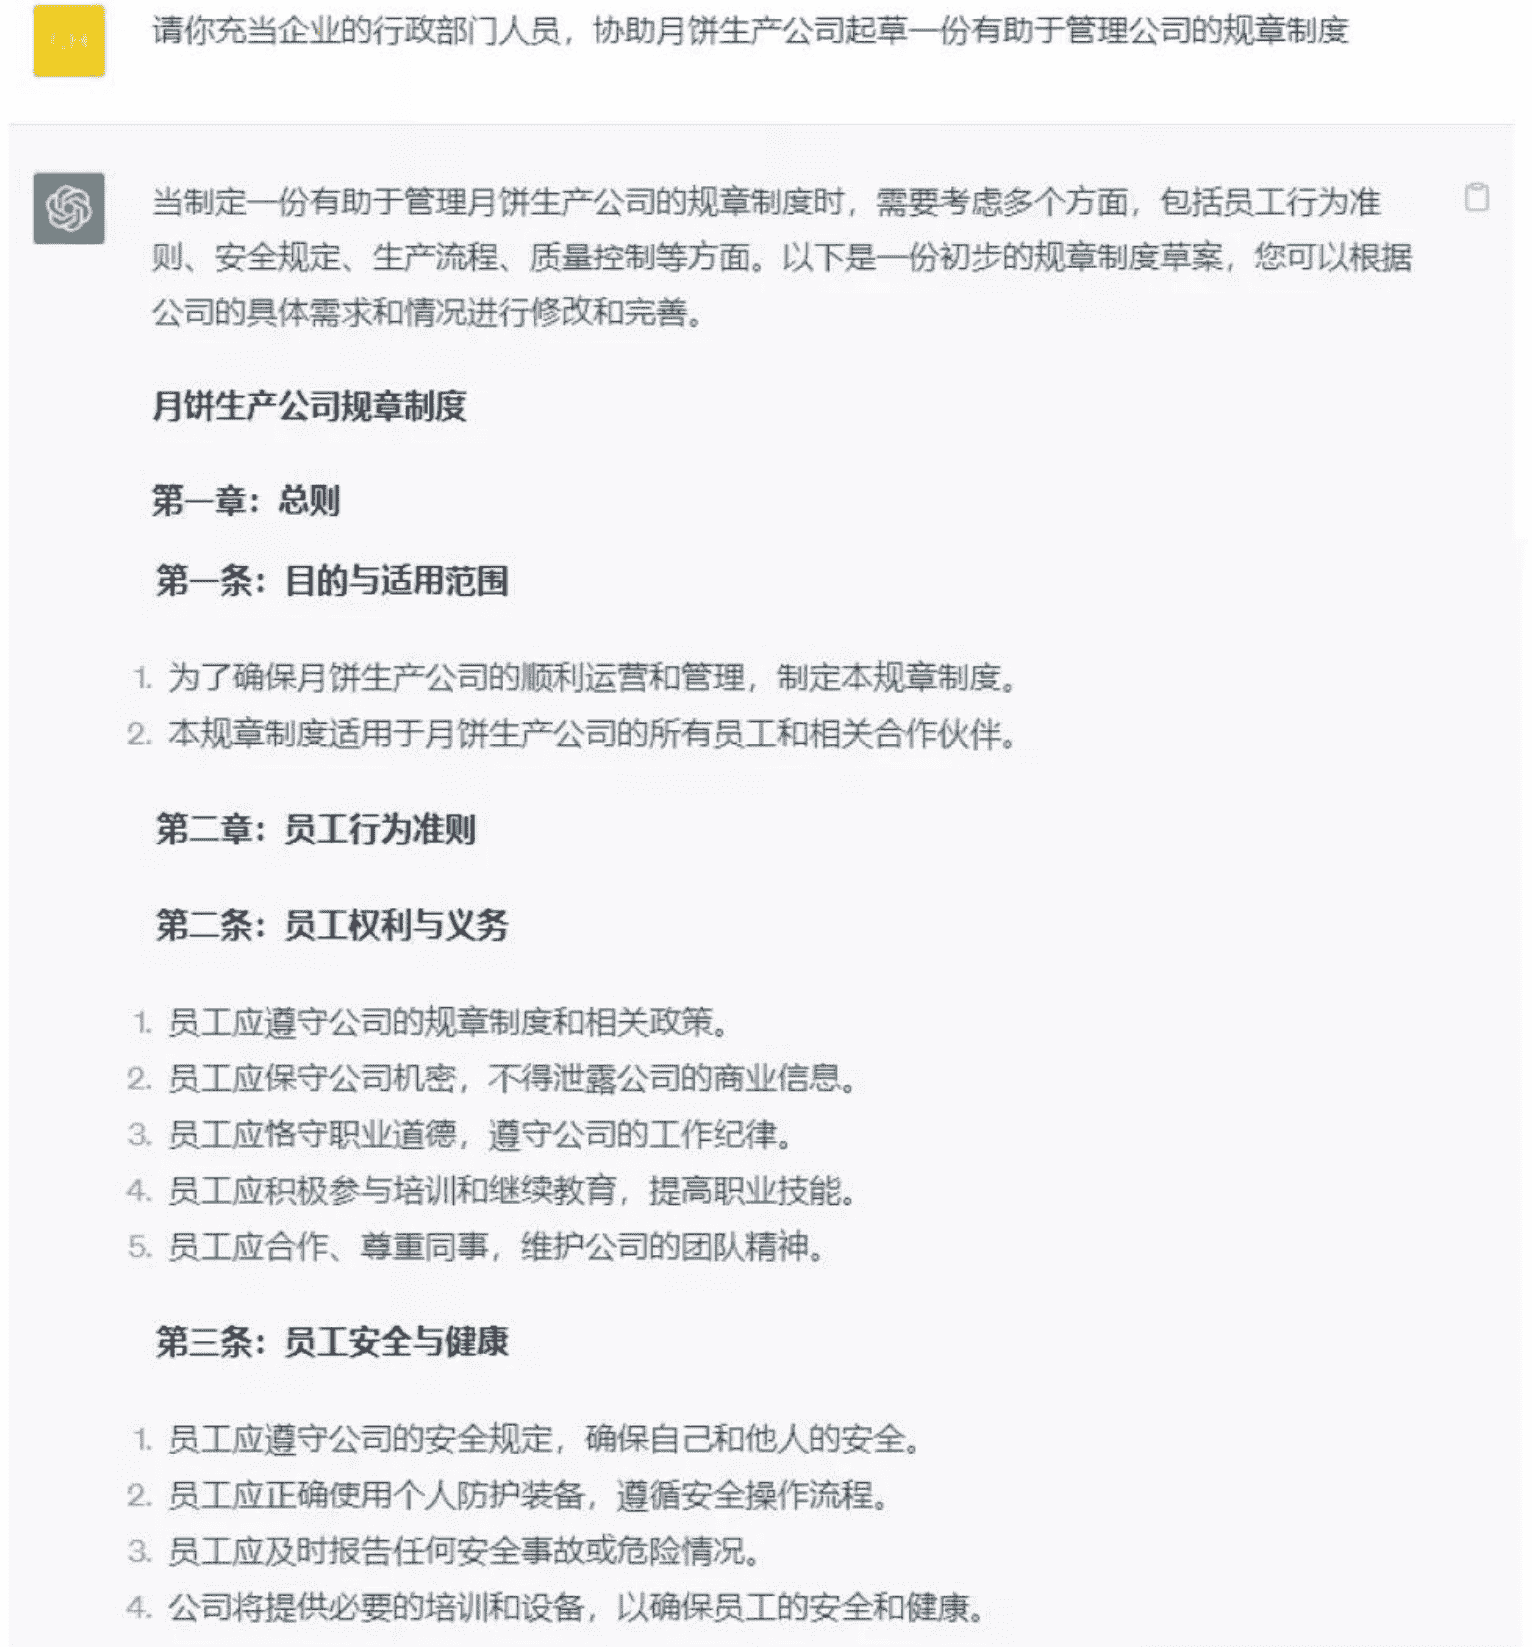 请你充当企业的行政部门人员，协助月饼生产公司起草一份有助于管理公司的规章制度
当制定一份有助于管理月饼生产公司的规章制度时，需要考虑多个方面，包括员工行为准
则、安全规定、生产流程、质量控制等方面。以下是一份初步的规章制度草案，您可以根据
公司的具体需求和情况进行修改和完善。
月饼生产公司规章制度
第一章：总则
第一条：目的与适用范围
1. 为了确保月饼生产公司的顺利运营和管理，制定本规章制度。
2. 本规章制度适用于月饼生产公司的所有员工和相关合作伙伴。
第二章：员工行为准则
第二条：员工权利与义务
1. 员工应遵守公司的规章制度和相关政策。
2. 员工应保守公司机密，不得泄露公司的商业信息。
3. 员工应恪守职业道德，遵守公司的工作纪律。
4. 员工应积极参与培训和继续教育，提高职业技能。
5. 员工应合作、尊重同事，维护公司的团队精神。
第三条：员工安全与健康
1. 员工应遵守公司的安全规定，确保自己和他人的安全。
2. 员工应正确使用个人防护装备，遵循安全操作流程。
3. 员工应及时报告任何安全事故或危险情况。
4. 公司将提供必要的培训和设备，以确保员工的安全和健康。